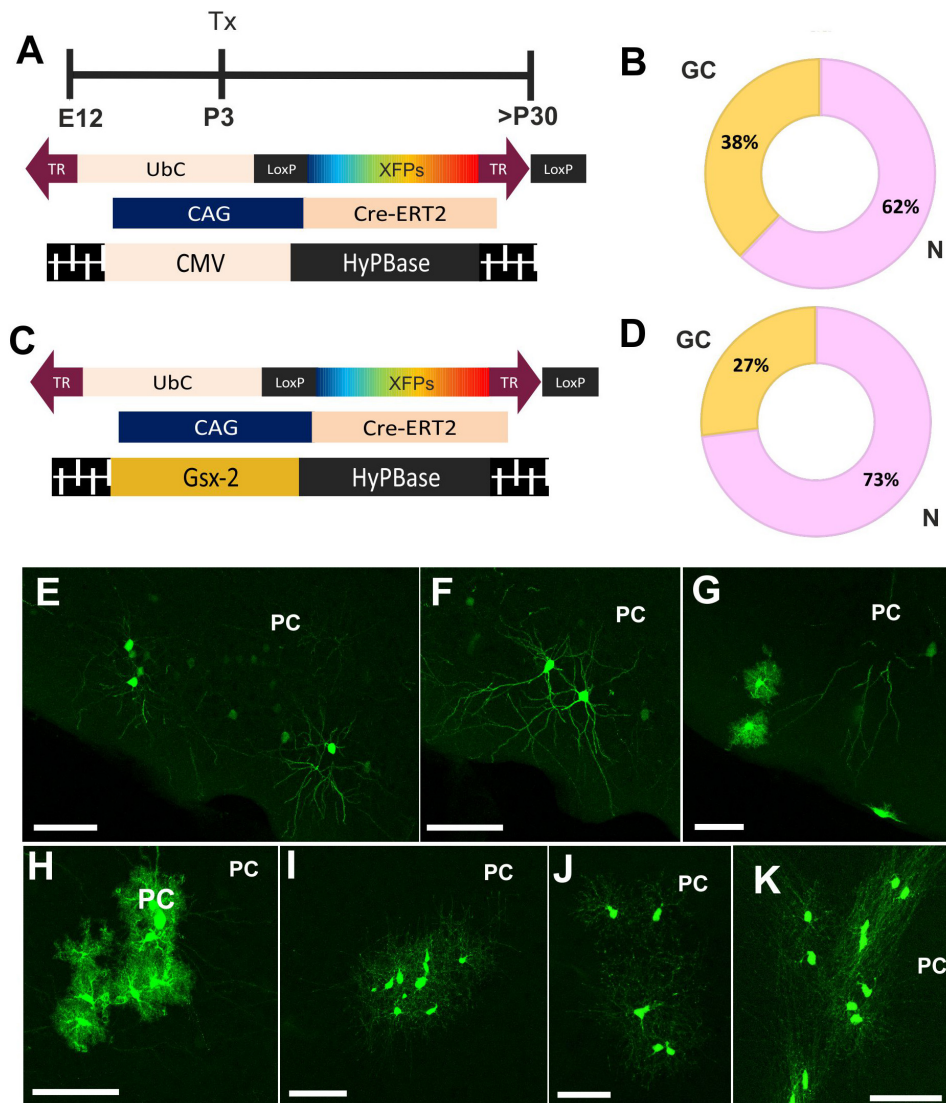 A
Tx
E12 P3 >P30
TR UbC LoxP XFPs TR LoxP
CAG Cre-ERT2
CMV HyPBase
B
GC
38%
62%
N
C
TR UbC LoxP XFPs TR LoxP
CAG Cre-ERT2
Gsx-2 HyPBase
D
GC
27%
73%
N
E
PC
F
PC
G
PC
H
PC
PC
I
PC
J
PC
K
PC